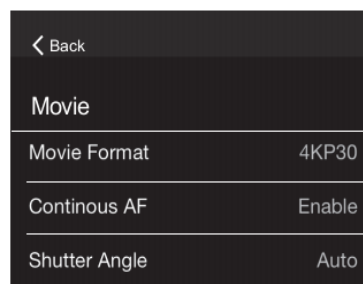 Back
Movie
Movie Format 4KP30
Continous AF Enable
Shutter Angle Auto